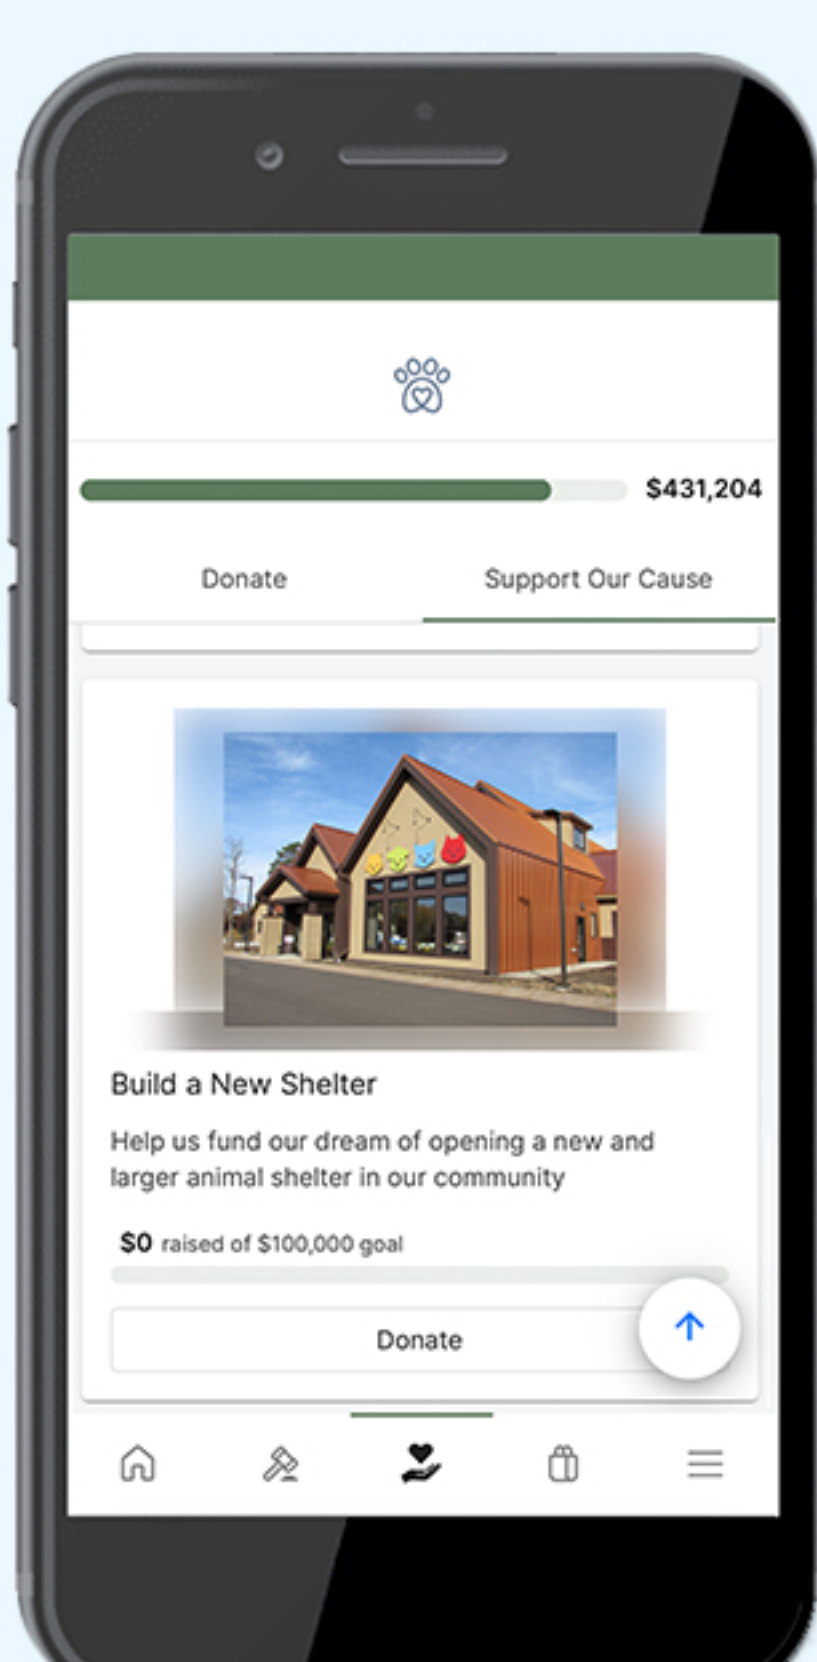 $431,204
Donate
Support Our Cause
Build a New Shelter
Help us fund our dream of opening a new and
larger animal shelter in our community
$0 raised of $100,000 goal
Donate